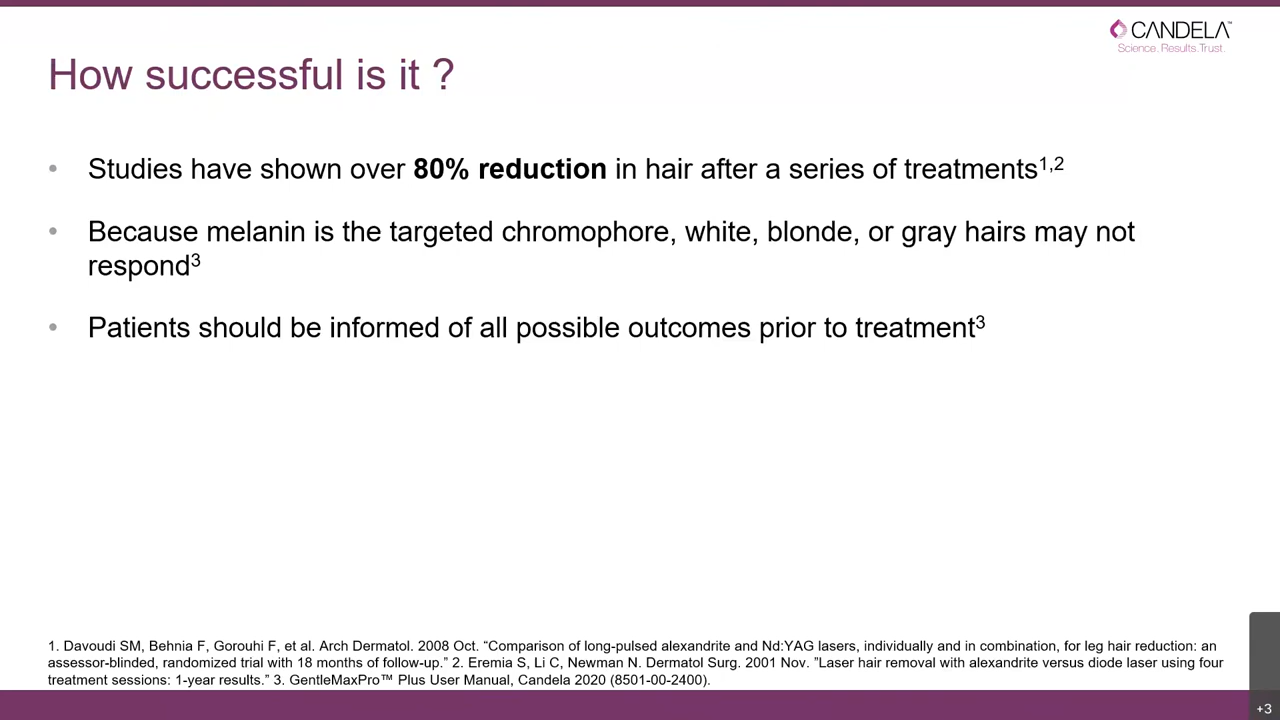 CANDELA™
Science. Results. Trust.
How successful is it ?
• Studies have shown over 80% reduction in hair after a series of treatments1,2
• Because melanin is the targeted chromophore, white, blonde, or gray hairs may not
respond3
• Patients should be informed of all possible outcomes prior to treatment3
1. Davoudi SM, Behnia F, Gorouhi F, et al. Arch Dermatol. 2008 Oct. “Comparison of long-pulsed alexandrite and Nd:YAG lasers, individually and in combination, for leg hair reduction: an
assessor-blinded, randomized trial with 18 months of follow-up.” 2. Eremia S, Li C, Newman N. Dermatol Surg. 2001 Nov. ”Laser hair removal with alexandrite versus diode laser using four
treatment sessions: 1-year results.” 3. GentleMaxPro™ Plus User Manual, Candela 2020 (8501-00-2400).
+3